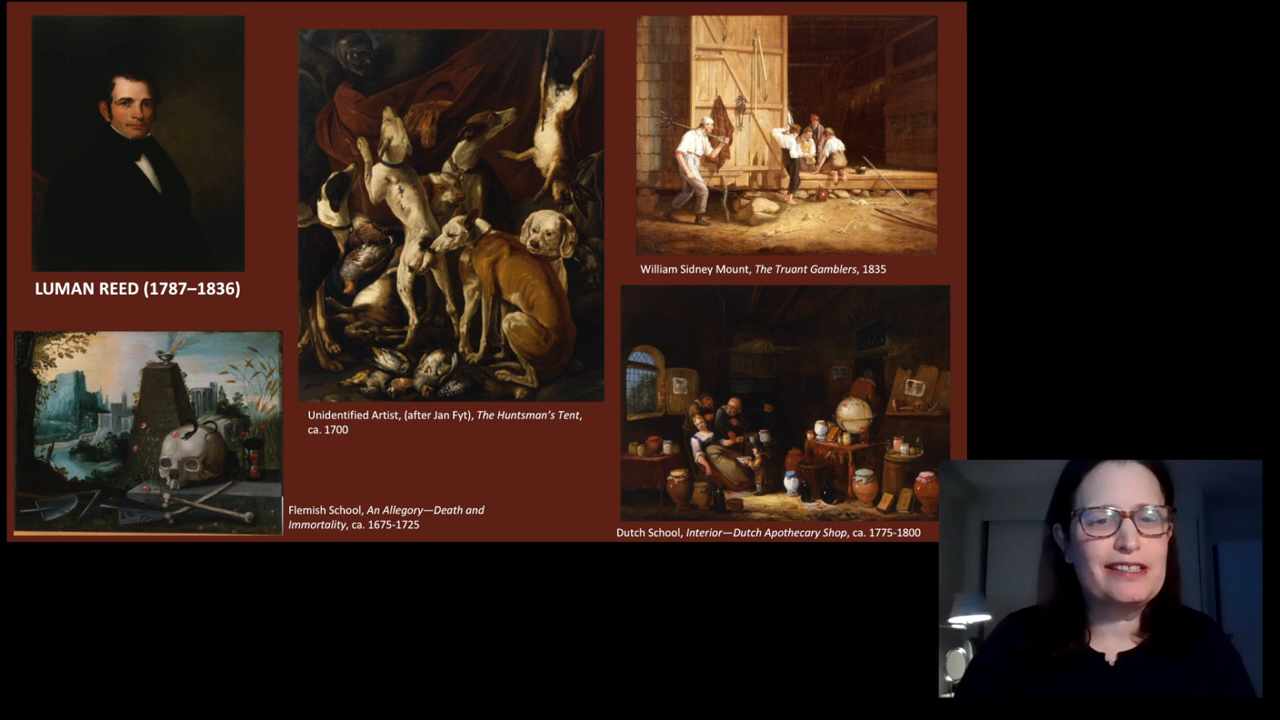 LUMAN REED (1787–1836)
Unidentified Artist, (after Jan Fyt), The Huntsman's Tent,
ca. 1700
Flemish School, An Allegory—Death and
Immortality, ca. 1675-1725
William Sidney Mount, The Truant Gamblers, 1835
Dutch School, Interior—Dutch Apothecary Shop, ca. 1775-1800